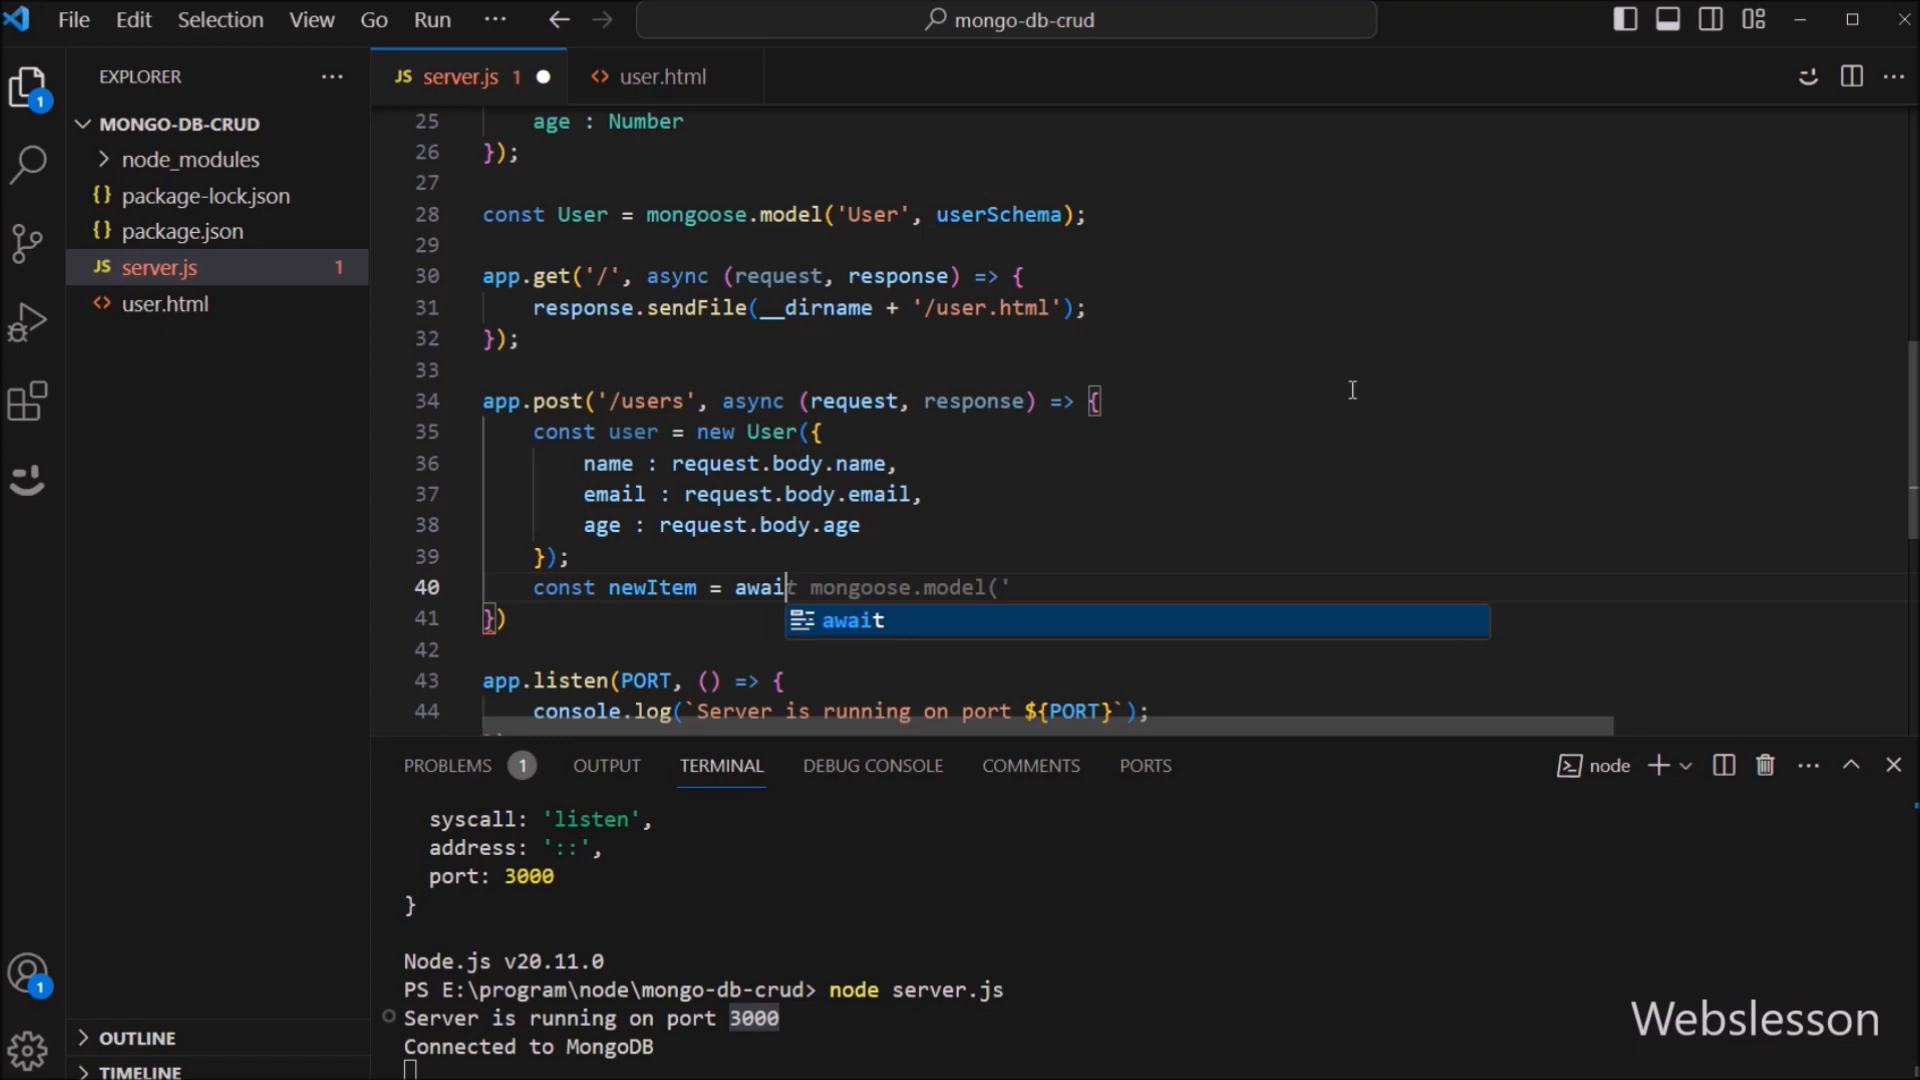 File Edit Selection View Go Run ··· mongo-db-crud
EXPLORER ···
JS server.js 1
<> user.html
MONGO-DB-CRUD
node_modules
{} package-lock.json
{} package.json
JS server.js 1
<> user.html
OUTLINE
TIMELINE
1
1
25 age : Number
26 });
27
28 const User = mongoose.model('User', userSchema);
29
30 app.get('/', async (request, response) => {
31 response.sendFile(__dirname + '/user.html');
32 });
33
34 app.post('/users', async (request, response) => {
35 const user = new User({
36 name : request.body.name,
37 email : request.body.email,
38 age : request.body.age
39 });
40 const newItem = await mongoose.model('
await
41 })
42
43 app.listen(PORT, () => {
44 console.log(`Server is running on port ${PORT}`);
PROBLEMS 1 OUTPUT TERMINAL DEBUG CONSOLE COMMENTS PORTS node
syscall: 'listen',
address: '::',
port: 3000
}
Node.js v20.11.0
PS E:\program\node\mongo-db-crud> node server.js
Server is running on port 3000
Connected to MongoDB
Webslesson